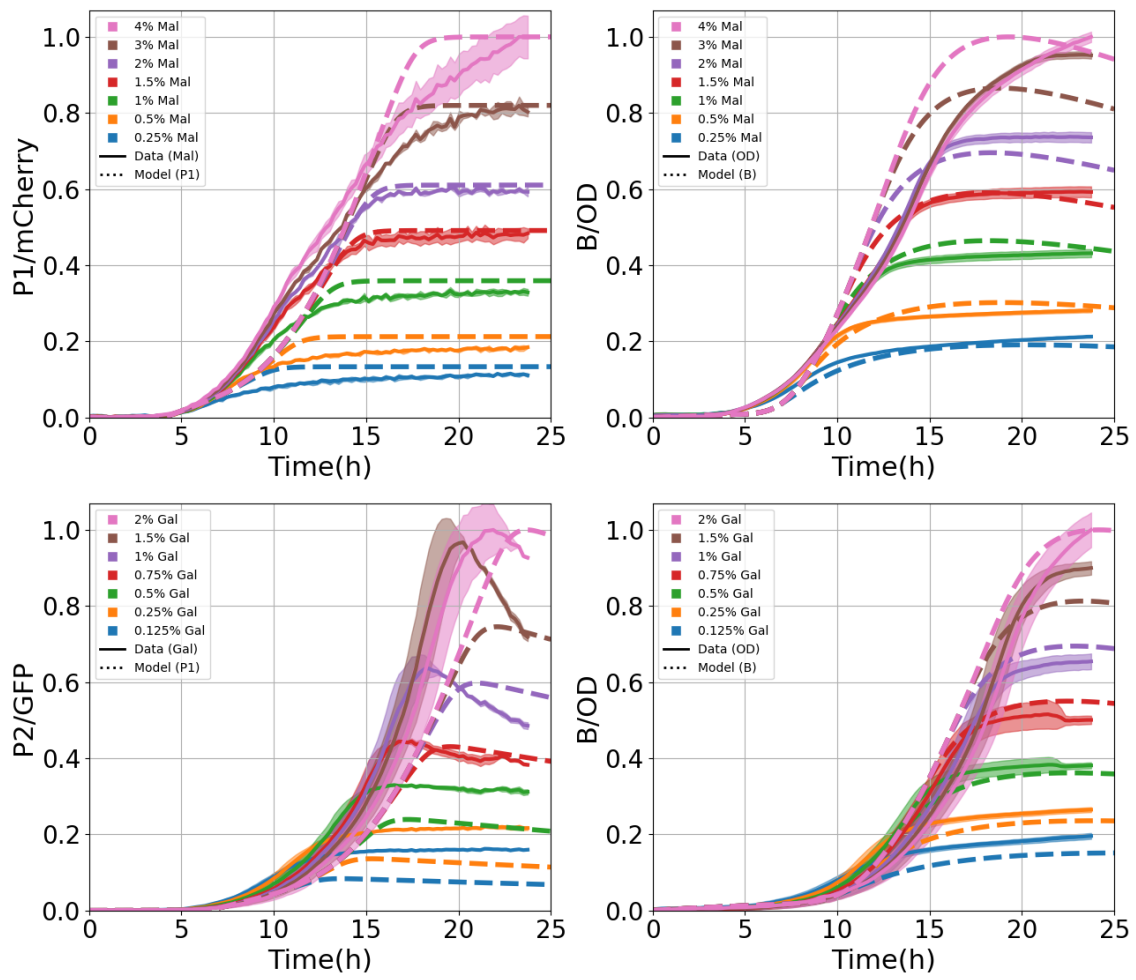 P1/mCherry
1.0
0.8
0.6
0.4
0.2
0.0
4% Mal
3% Mal
2% Mal
1.5% Mal
1% Mal
0.5% Mal
0.25% Mal
Data (Mal)
Model (P1)
0 5 10 15 20 25
Time(h)
B/OD
1.0
0.8
0.6
0.4
0.2
0.0
4% Mal
3% Mal
2% Mal
1.5% Mal
1% Mal
0.5% Mal
0.25% Mal
Data (OD)
Model (B)
0 5 10 15 20 25
Time(h)
P2/GFP
1.0
0.8
0.6
0.4
0.2
0.0
2% Gal
1.5% Gal
1% Gal
0.75% Gal
0.5% Gal
0.25% Gal
0.125% Gal
Data (Gal)
Model (P1)
0 5 10 15 20 25
Time(h)
B/OD
1.0
0.8
0.6
0.4
0.2
0.0
2% Gal
1.5% Gal
1% Gal
0.75% Gal
0.5% Gal
0.25% Gal
0.125% Gal
Data (OD)
Model (B)
0 5 10 15 20 25
Time(h)